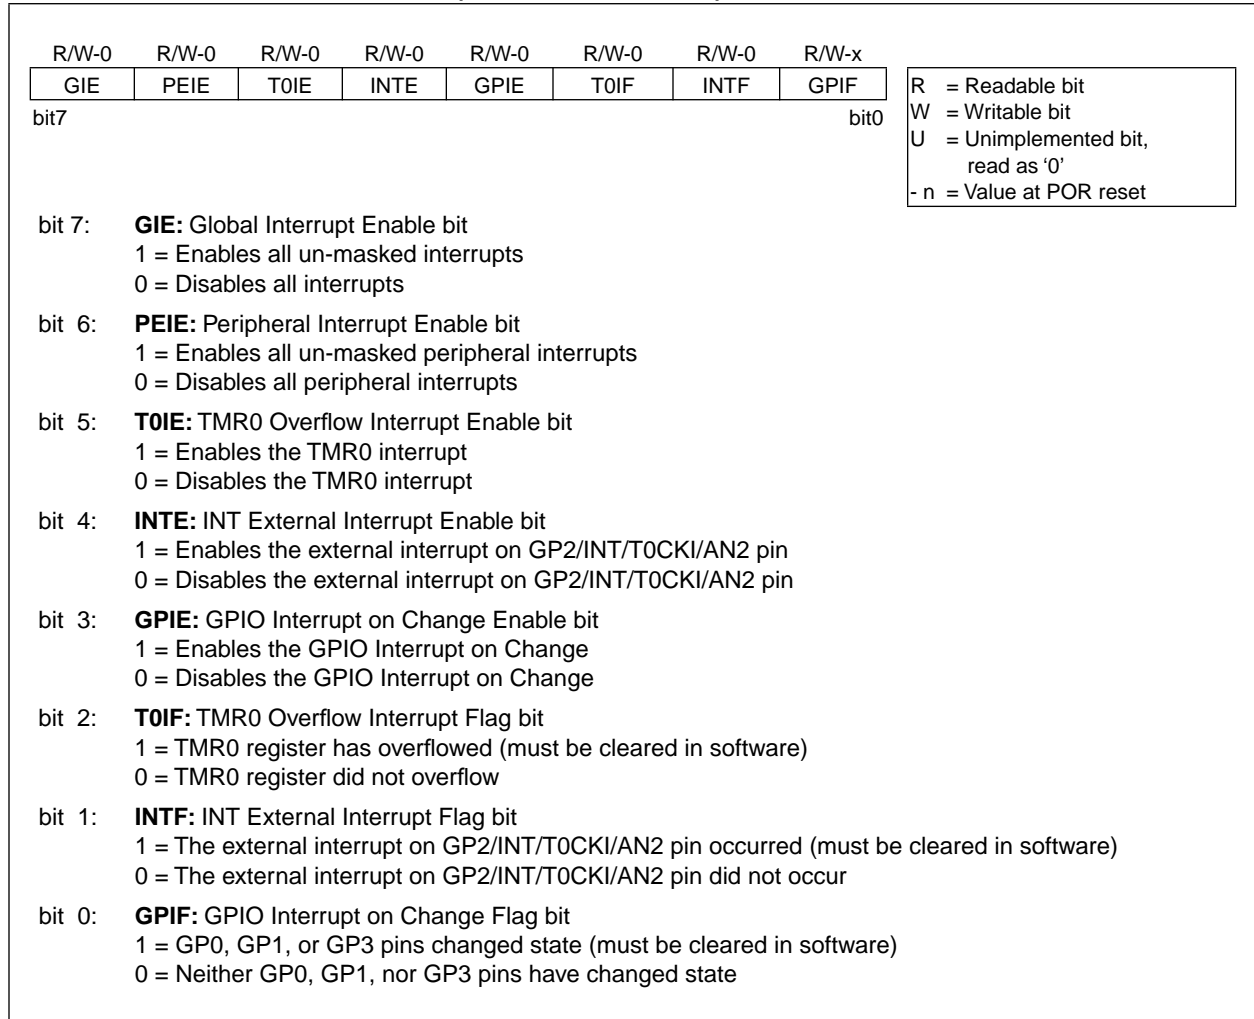 R/W-0 R/W-0 R/W-0 R/W-0 R/W-0 R/W-0 R/W-0 R/W-x
GIE PEIE T0IE INTE GPIE T0IF INTF GPIF
bit7 bit0
R = Readable bit
W = Writable bit
U = Unimplemented bit,
read as ‘0’
- n = Value at POR reset
bit 7: GIE: Global Interrupt Enable bit
1 = Enables all un-masked interrupts
0 = Disables all interrupts
bit 6: PEIE: Peripheral Interrupt Enable bit
1 = Enables all un-masked peripheral interrupts
0 = Disables all peripheral interrupts
bit 5: T0IE: TMR0 Overflow Interrupt Enable bit
1 = Enables the TMR0 interrupt
0 = Disables the TMR0 interrupt
bit 4: INTE: INT External Interrupt Enable bit
1 = Enables the external interrupt on GP2/INT/T0CKI/AN2 pin
0 = Disables the external interrupt on GP2/INT/T0CKI/AN2 pin
bit 3: GPIE: GPIO Interrupt on Change Enable bit
1 = Enables the GPIO Interrupt on Change
0 = Disables the GPIO Interrupt on Change
bit 2: T0IF: TMR0 Overflow Interrupt Flag bit
1 = TMR0 register has overflowed (must be cleared in software)
0 = TMR0 register did not overflow
bit 1: INTF: INT External Interrupt Flag bit
1 = The external interrupt on GP2/INT/T0CKI/AN2 pin occurred (must be cleared in software)
0 = The external interrupt on GP2/INT/T0CKI/AN2 pin did not occur
bit 0: GPIF: GPIO Interrupt on Change Flag bit
1 = GP0, GP1, or GP3 pins changed state (must be cleared in software)
0 = Neither GP0, GP1, nor GP3 pins have changed state